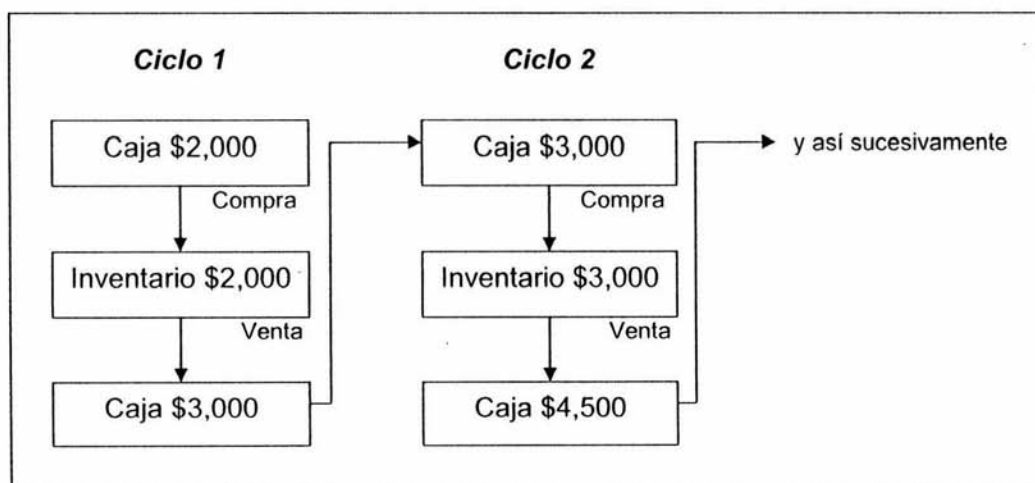 Ciclo 1
Caja $2,000
Compra
Inventario $2,000
Venta
Caja $3,000
Ciclo 2
Caja $3,000
Compra
Inventario $3,000
Venta
Caja $4,500
y así sucesivamente